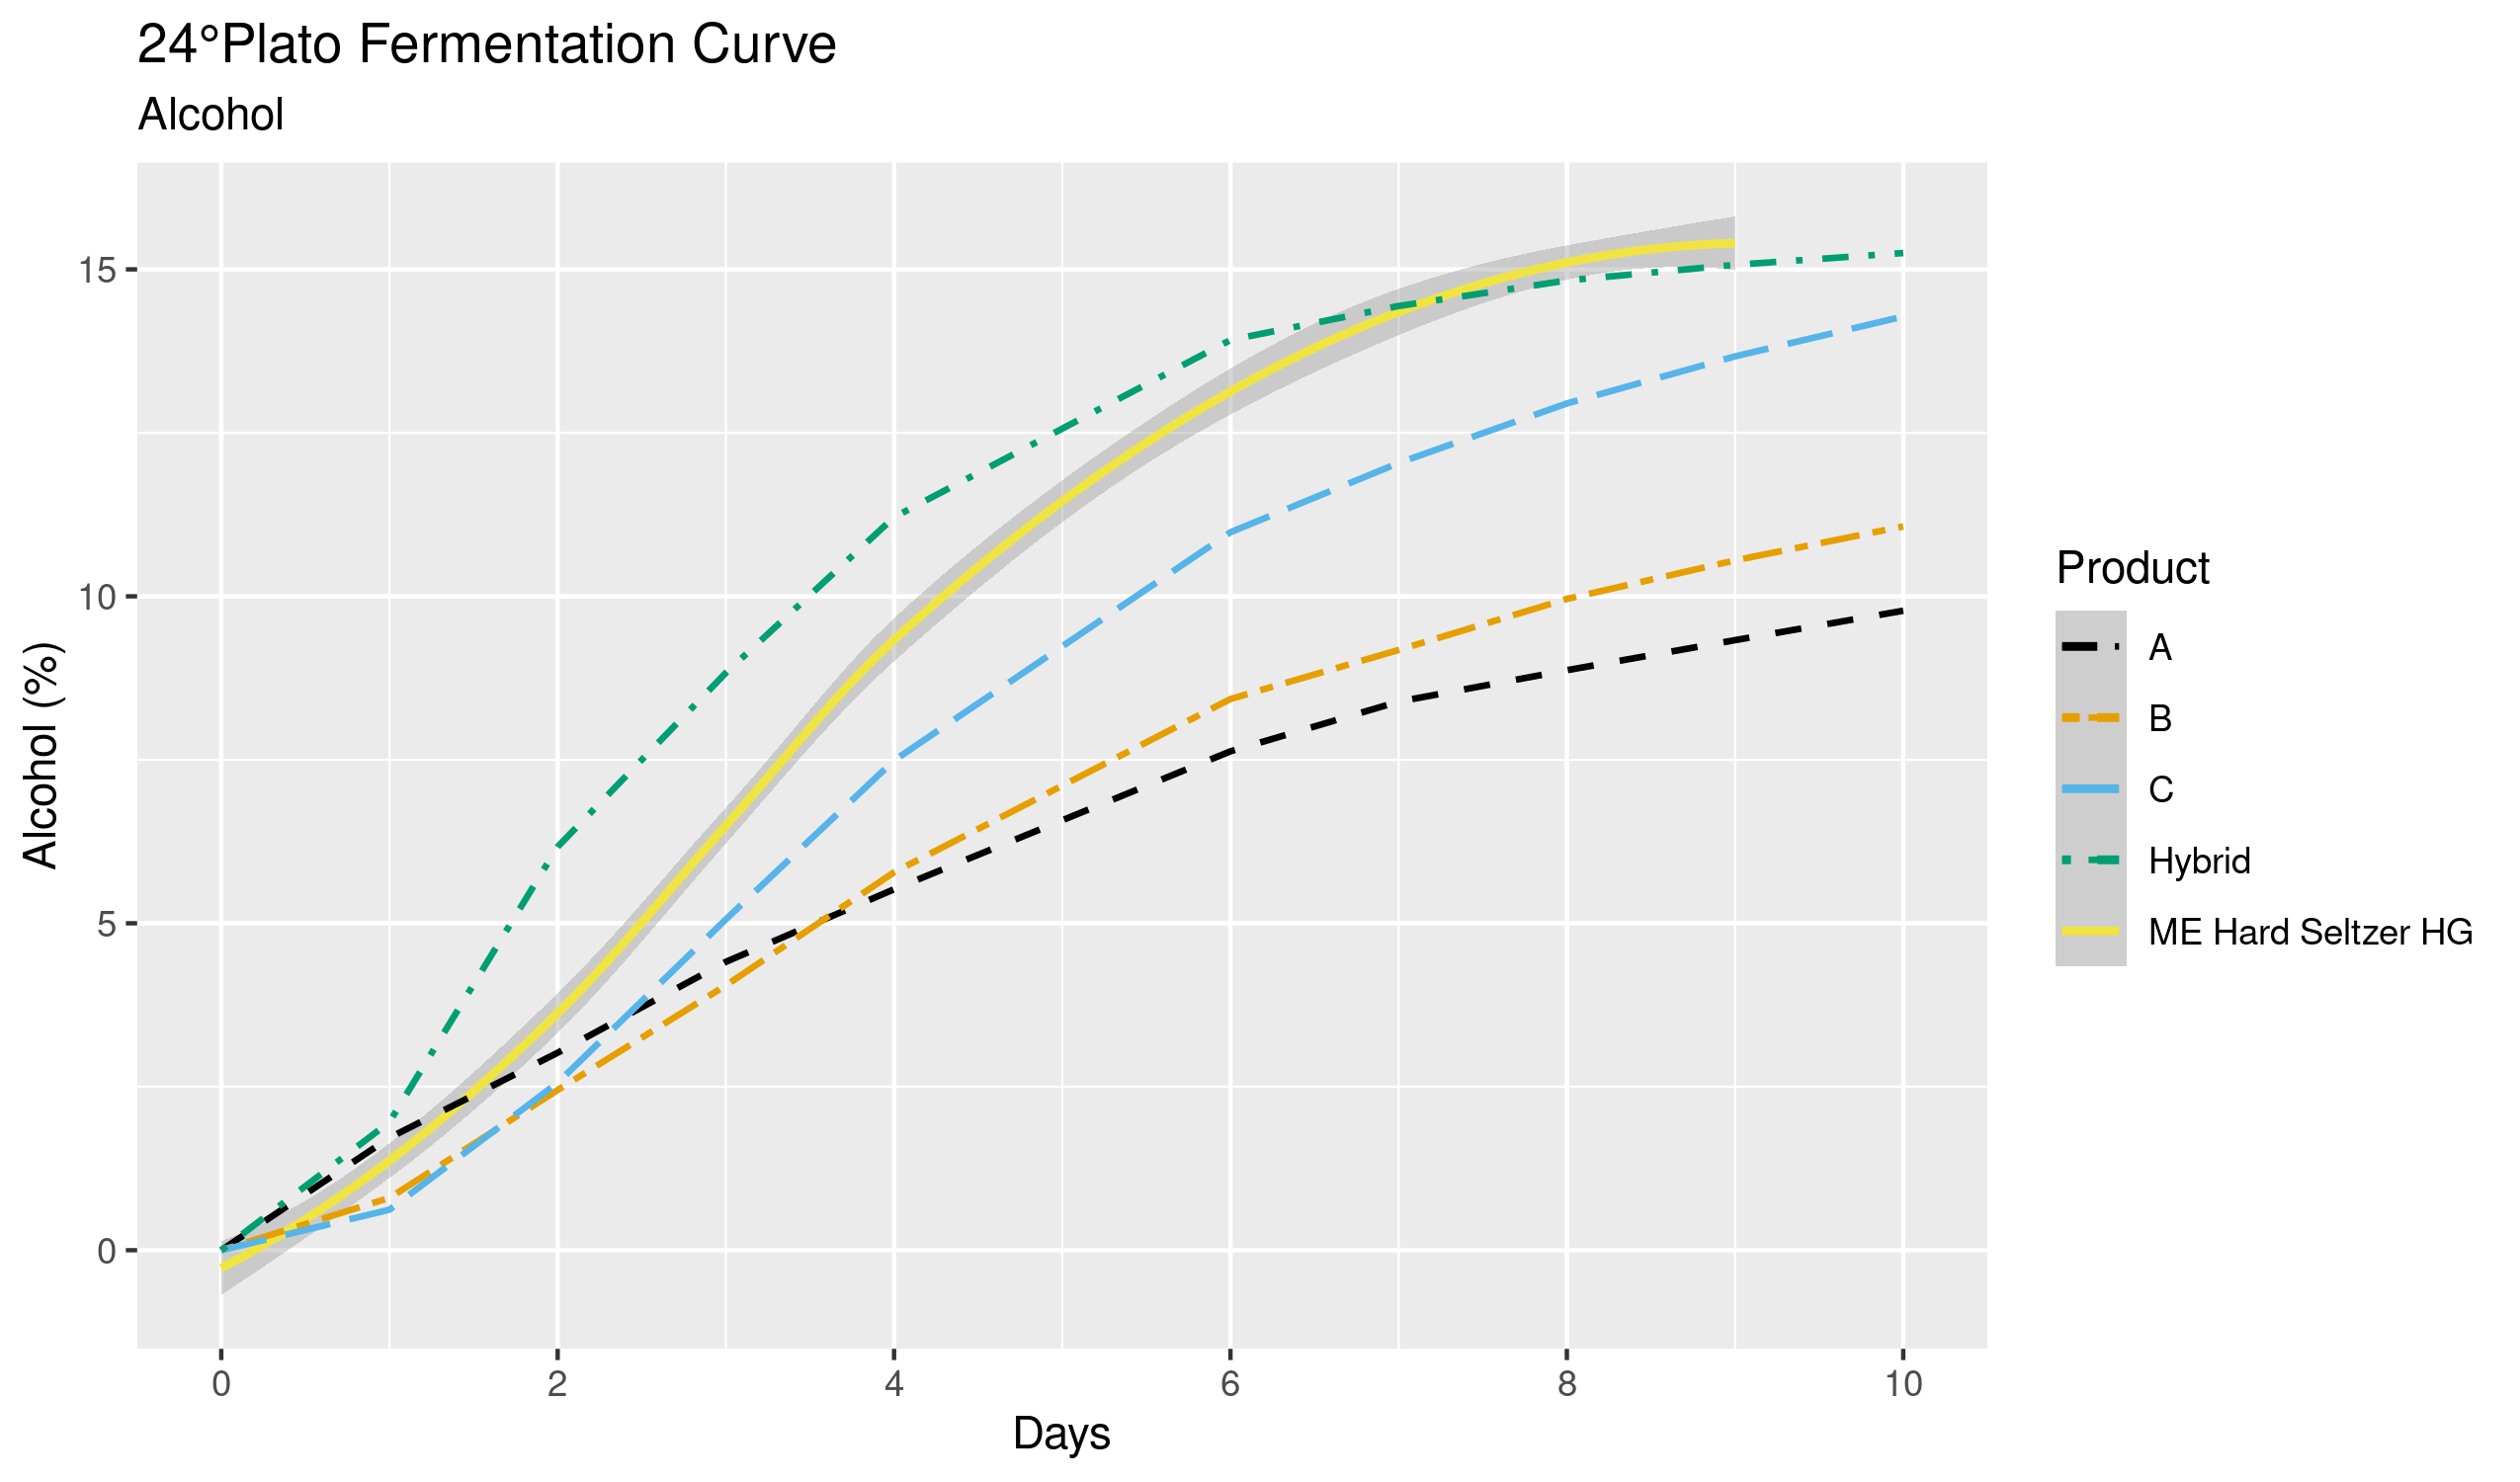 24°Plato Fermentation Curve
Alcohol
Alcohol (%)
15
10
5
0
0 2 4 6 8 10
Days
Product
A
B
C
Hybrid
ME Hard Seltzer HG